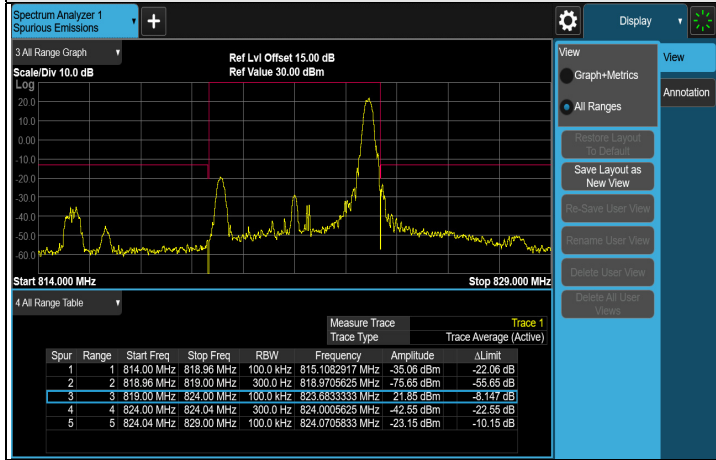 Spectrum Analyzer 1
Spurious Emissions
+
Display
3 All Range Graph
Ref Lvl Offset 15.00 dB
Scale/Div 10.0 dB
Ref Value 30.00 dBm
Log
20.0
10.0
0.00
-10.0
-20.0
-30.0
-40.0
-50.0
-60.0
Start 814.000 MHz
Stop 829.000 MHz
View
Graph+Metrics
All Ranges
Restore Layout
To Default
Save Layout as
New View
Re-Save User View
Rename User View
Delete User View
Delete All User
Views
View
Annotation
4 All Range Table
Measure Trace Trace 1
Trace Type Trace Average (Active)
Spur Range Start Freq Stop Freq RBW Frequency Amplitude ΔLimit
1 1 814.00 MHz 818.96 MHz 100.0 kHz 815.1082917 MHz -35.06 dBm -22.06 dB
2 2 818.96 MHz 819.00 MHz 300.0 Hz 818.9705625 MHz -75.65 dBm -55.65 dB
3 3 819.00 MHz 824.00 MHz 100.0 kHz 823.6833333 MHz 21.85 dBm -8.147 dB
4 4 824.00 MHz 824.04 MHz 300.0 Hz 824.0005625 MHz -42.55 dBm -22.55 dB
5 5 824.04 MHz 829.00 MHz 100.0 kHz 824.0705833 MHz -23.15 dBm -10.15 dB